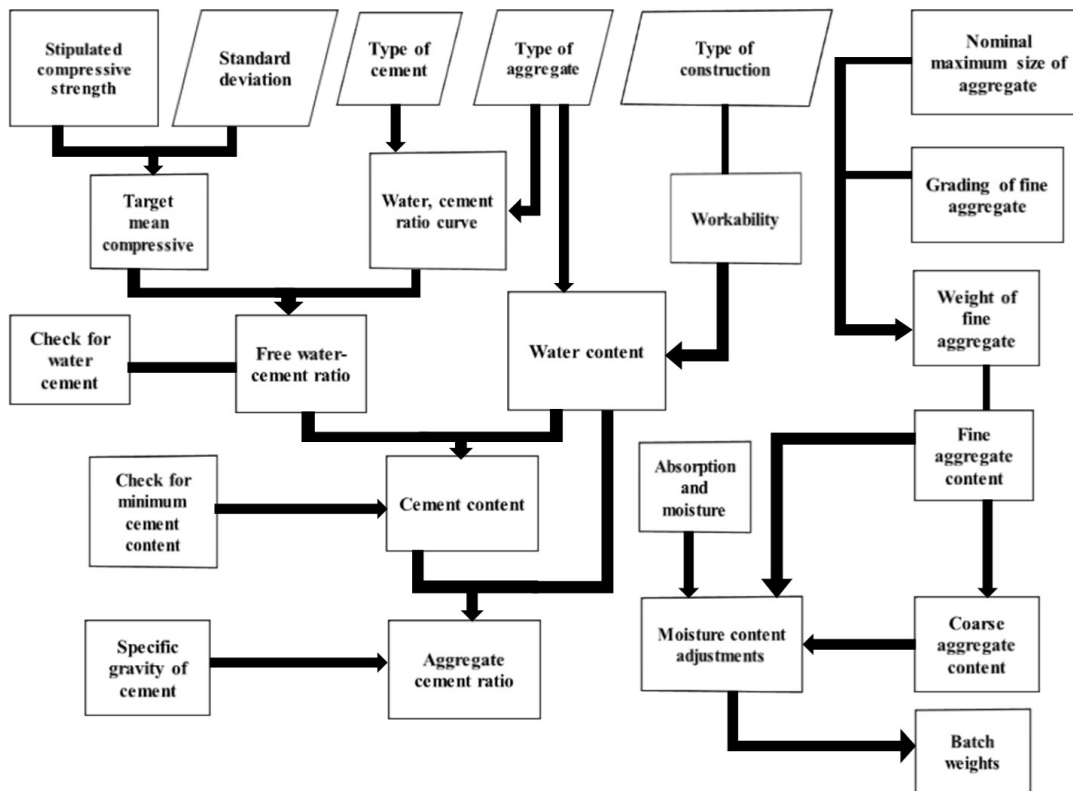 Stipulated
compressive
strength
Standard
deviation
Type of
cement
Type of
aggregate
Type of
construction
Nominal
maximum size of
aggregate
Target
mean
compressive
Water, cement
ratio curve
Workability
Grading of fine
aggregate
Check for
water
cement
Free water-
cement ratio
Water content
Weight of
fine
aggregate
Check for
minimum
cement
content
Cement content
Absorption
and
moisture
Fine
aggregate
content
Specific
gravity of
cement
Aggregate
cement ratio
Moisture content
adjustments
Coarse
aggregate
content
Batch
weights